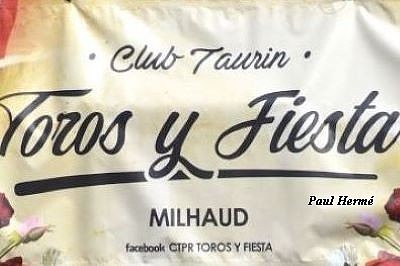 Club Taurin
Toros y Fiesta
Paul Hermé
MILHAUD
facebook CTPR TOROS Y FIESTA